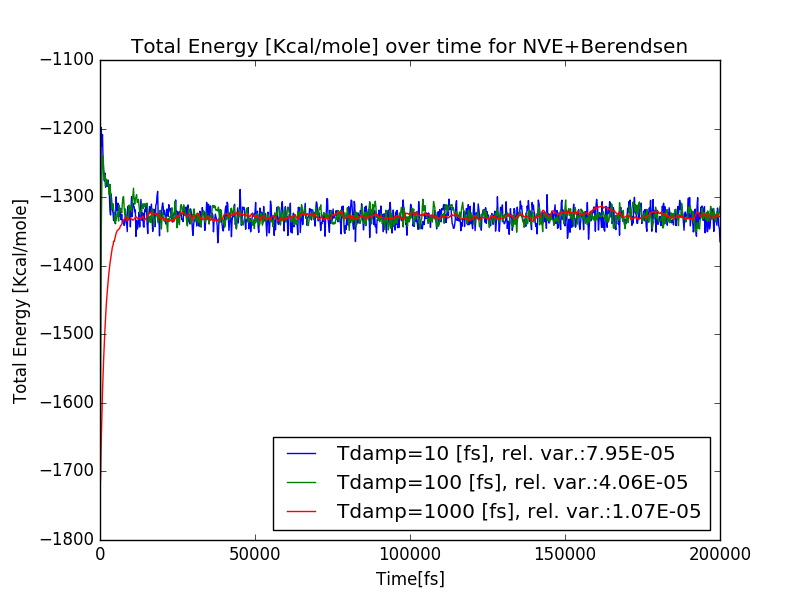 Total Energy [Kcal/mole] over time for NVE+Berendsen
Total Energy [Kcal/mole]
−1100
−1200
−1300
−1400
−1500
−1600
−1700
−1800
Tdamp=10 [fs], rel. var.:7.95E-05
Tdamp=100 [fs], rel. var.:4.06E-05
Tdamp=1000 [fs], rel. var.:1.07E-05
0 50000 100000 150000 200000
Time[fs]